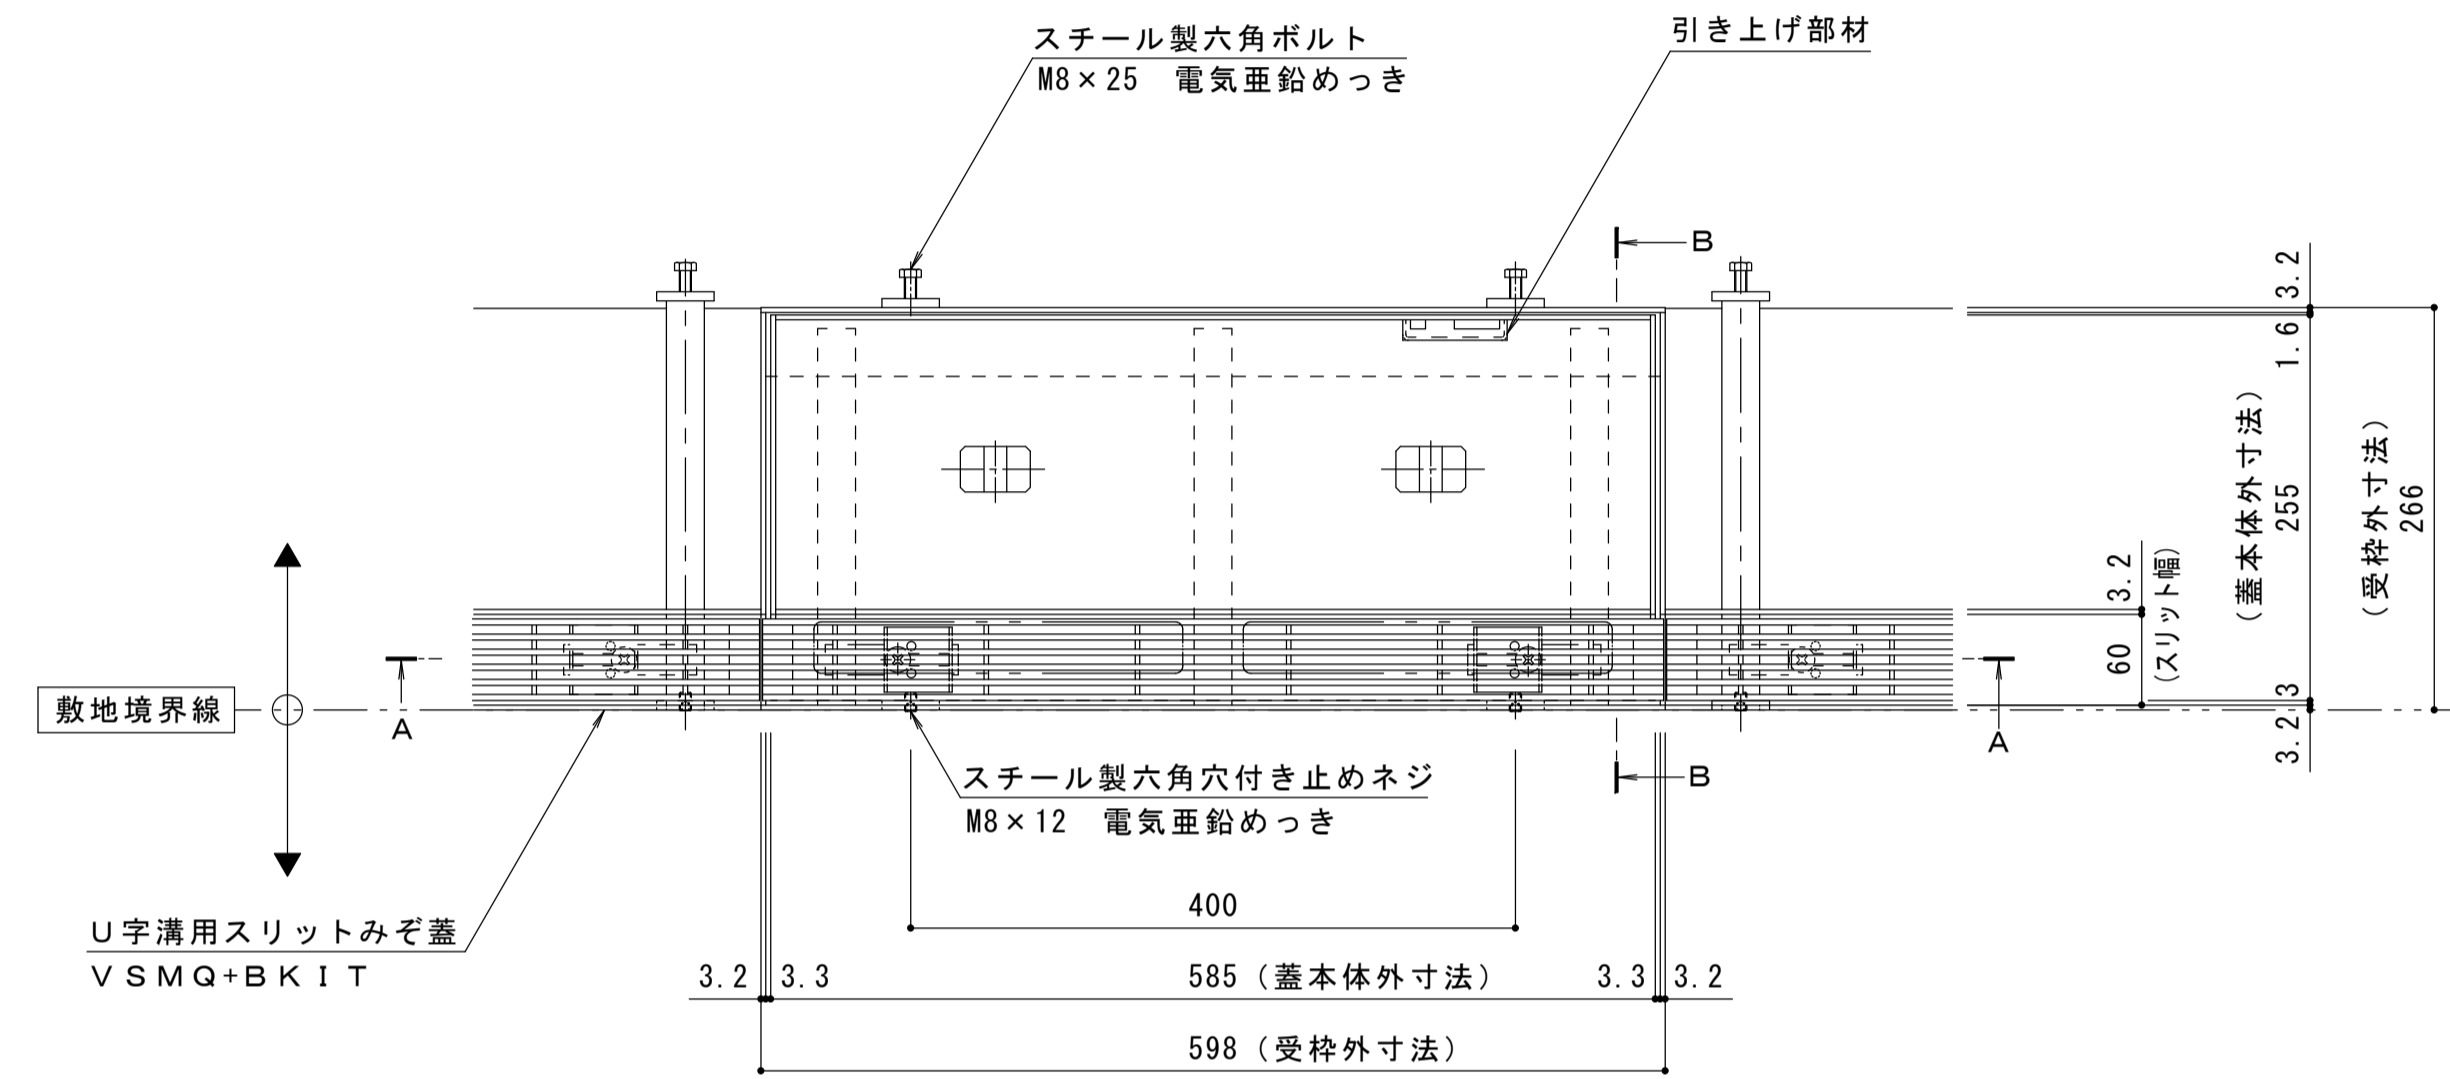 スチール製六角ボルト
M8×25 電気亜鉛めっき
引き上げ部材
B
3.2
1.6
(蓋本体外寸法)
255
(受枠外寸法)
266
3.2
60
(スリット幅)
3
3.2
敷地境界線
A
A
B
スチール製六角穴付き止めネジ
M8×12 電気亜鉛めっき
400
U字溝用スリットみぞ蓋
VSMQ+BKIT
3.2
3.3
585(蓋本体外寸法)
3.3
3.2
598(受枠外寸法)